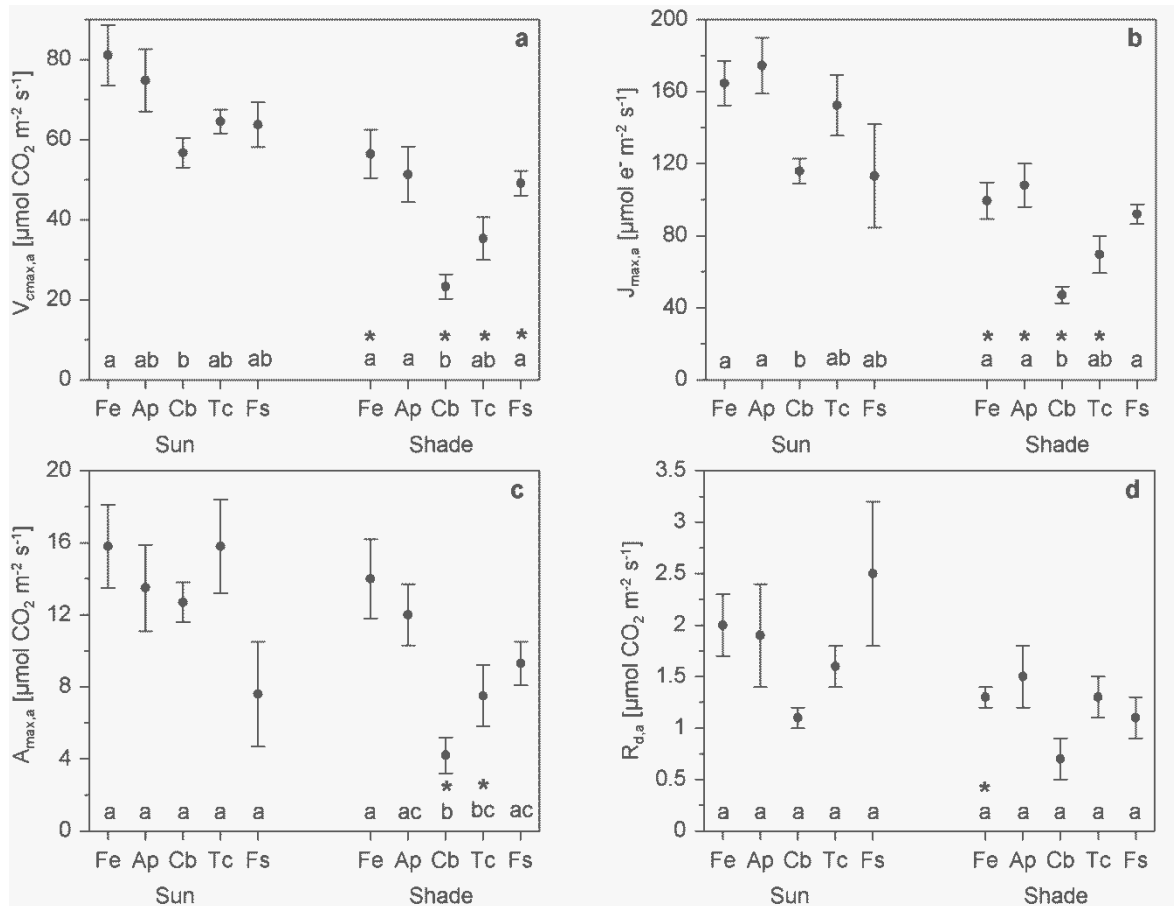 a
V_cmax,a [µmol CO₂ m⁻² s⁻¹]
80
60
40
20
0
* * * *
a ab b ab ab a a b ab a
Fe Ap Cb Tc Fs Fe Ap Cb Tc Fs
Sun Shade
b
J_max,a [µmol e⁻ m⁻² s⁻¹]
200
160
120
80
40
0
* * * *
a a b ab ab a a b ab a
Fe Ap Cb Tc Fs Fe Ap Cb Tc Fs
Sun Shade
c
A_max,a [µmol CO₂ m⁻² s⁻¹]
20
16
12
8
4
0
* *
a a a a a a ac b bc ac
Fe Ap Cb Tc Fs Fe Ap Cb Tc Fs
Sun Shade
d
R_d,a [µmol CO₂ m⁻² s⁻¹]
3.5
3
2.5
2
1.5
1
0.5
0
*
a a a a a a a a a a
Fe Ap Cb Tc Fs Fe Ap Cb Tc Fs
Sun Shade